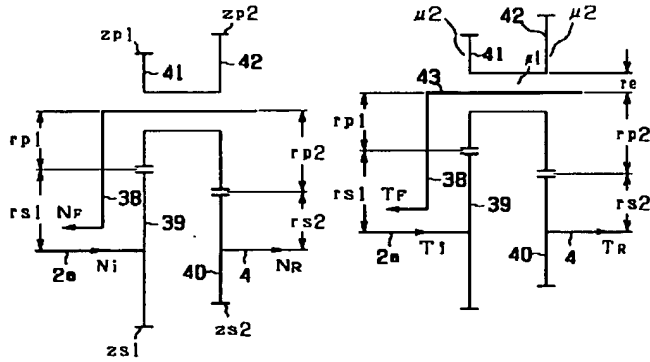 zp1
zp2
41
42
rp1
rp2
rs1
38
39
rs2
NF
2a
Ni
40
4
NR
zs1
zs2
μ2
42
μ2
41
μ1
43
re
rp1
rp2
rs1
TF
38
39
rs2
2a
Ti
40
4
TR